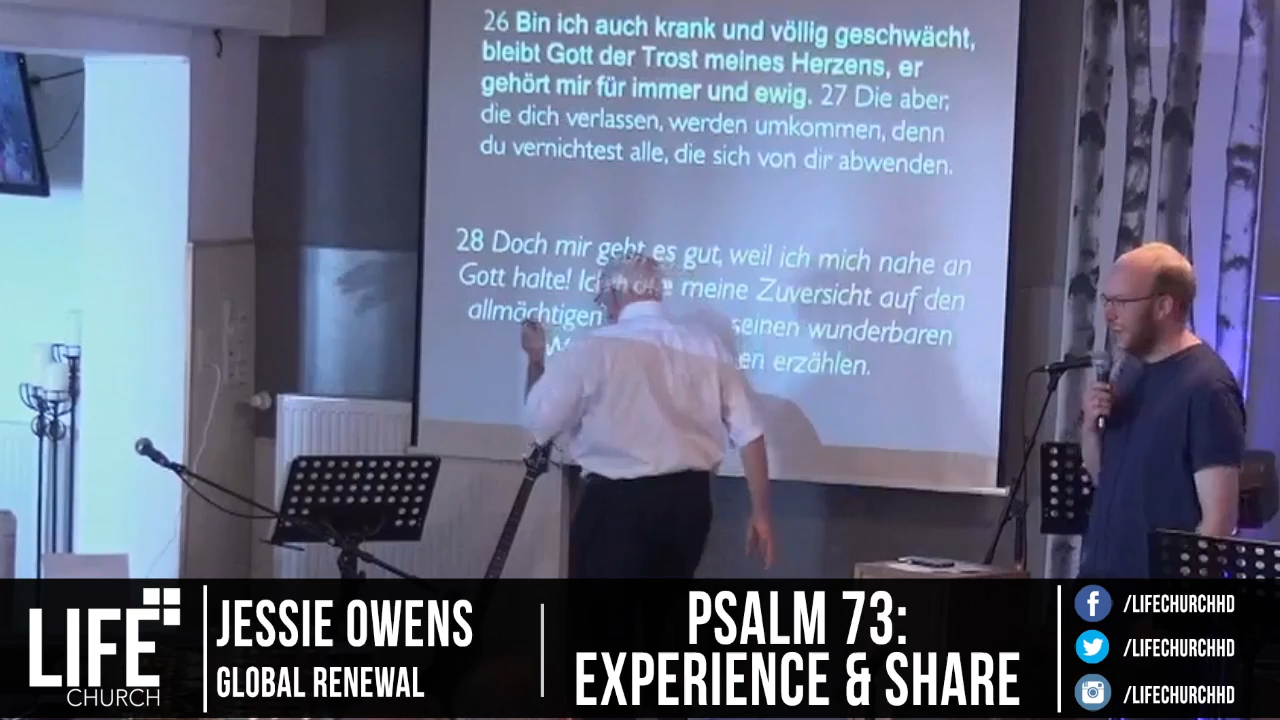 26 Bin ich auch krank und völlig geschwächt,
bleibt Gott der Trost meines Herzens, er
gehört mir für immer und ewig. 27 Die aber,
die dich verlassen, werden umkommen, denn
du vernichtest alle, die sich von dir abwenden.
28 Doch mir geht es gut, weil ich mich nahe an
Gott halte! Ich meine Zuversicht auf den
allmächtigen seinen wunderbaren
erzählen.
LIFE
CHURCH
JESSIE OWENS
GLOBAL RENEWAL
PSALM 73:
EXPERIENCE & SHARE
/LIFECHURCHHD
/LIFECHURCHHD
/LIFECHURCHHD